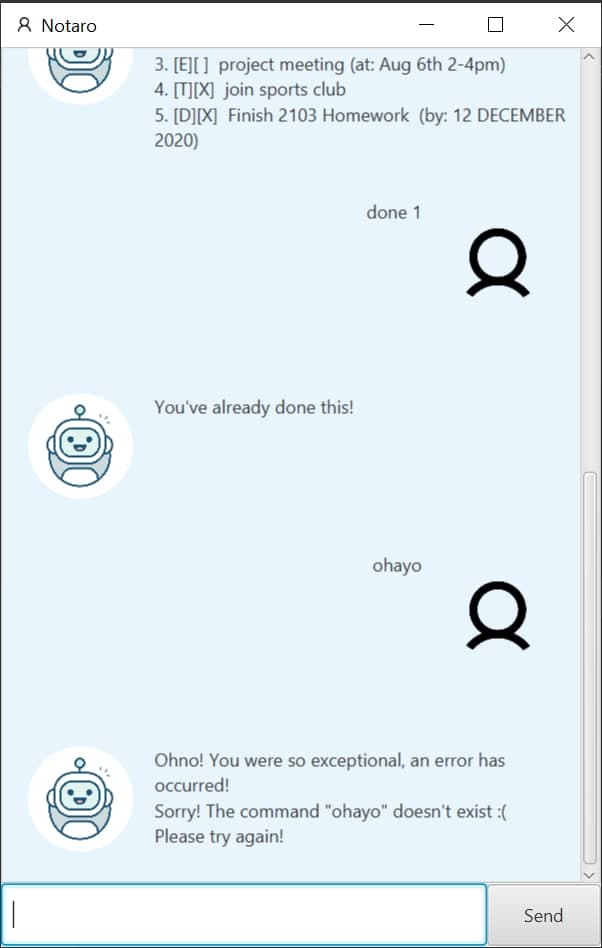 Notaro
3. [E][ ]  project meeting (at: Aug 6th 2-4pm)
4. [T][X]  join sports club
5. [D][X]  Finish 2103 Homework  (by: 12 DECEMBER
2020)
done 1
You've already done this!
ohayo
Ohno! You were so exceptional, an error has
occurred!
Sorry! The command "ohayo" doesn't exist :(
Please try again!
Send